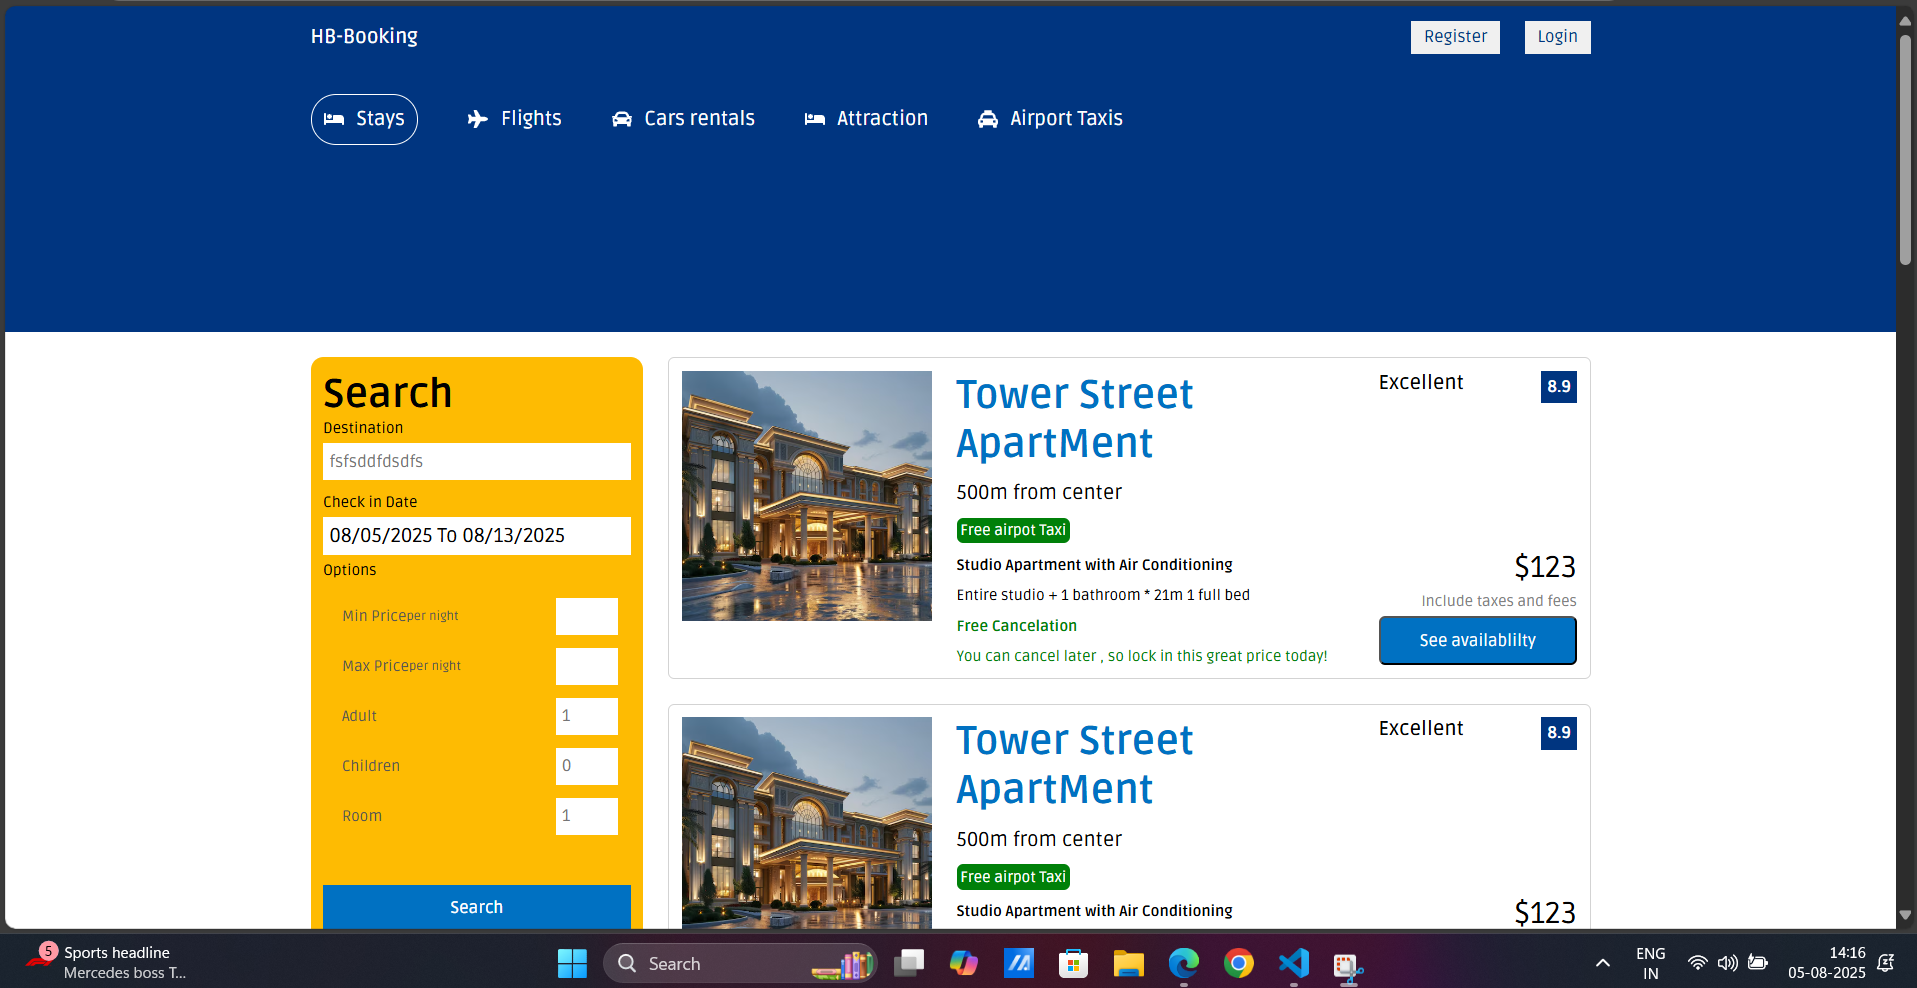 HB-Booking
Register
Login
Stays
Flights
Cars rentals
Attraction
Airport Taxis
Search
Destination
fsfsddfdsdfs
Check in Date
08/05/2025 To 08/13/2025
Options
Min Priceper night
Max Priceper night
Adult
1
Children
0
Room
1
Search
Tower Street
ApartMent
500m from center
Free airpot Taxi
Studio Apartment with Air Conditioning
Entire studio + 1 bathroom * 21m 1 full bed
Free Cancelation
You can cancel later , so lock in this great price today!
Excellent
8.9
$123
Include taxes and fees
See availablilty
Tower Street
ApartMent
500m from center
Free airpot Taxi
Studio Apartment with Air Conditioning
Excellent
8.9
$123
5
Sports headline
Mercedes boss T...
Search
ENG
IN
14:16
05-08-2025